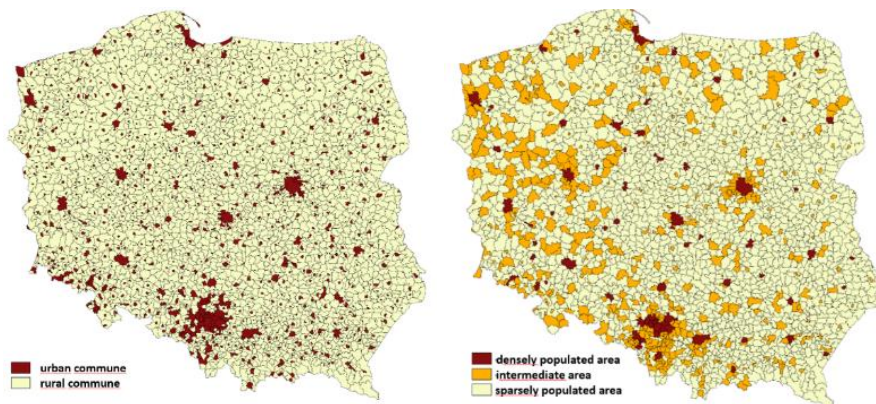 urban commune
rural commune
densely populated area
intermediate area
sparsely populated area